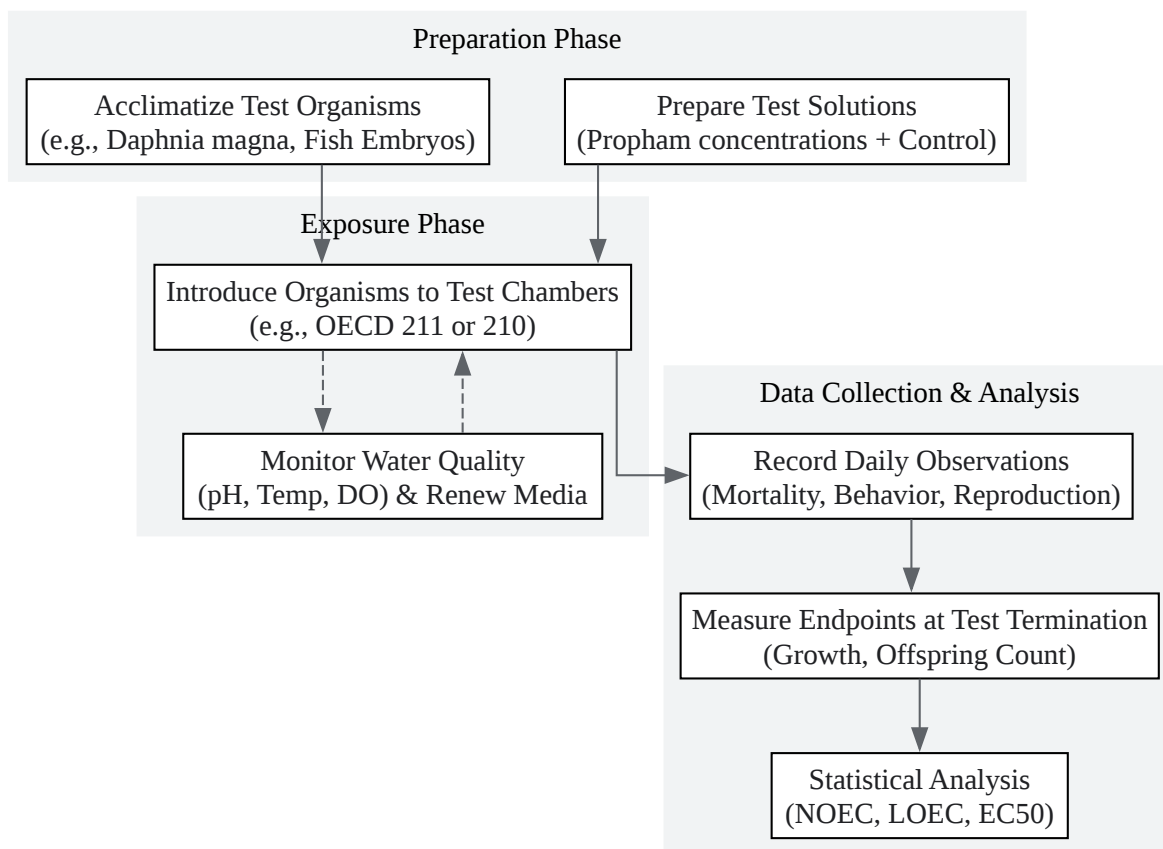 Preparation Phase
Acclimatize Test Organisms
(e.g., Daphnia magna, Fish Embryos)
Prepare Test Solutions
(Propham concentrations + Control)
Exposure Phase
Introduce Organisms to Test Chambers
(e.g., OECD 211 or 210)
Monitor Water Quality
(pH, Temp, DO) & Renew Media
Data Collection & Analysis
Record Daily Observations
(Mortality, Behavior, Reproduction)
Measure Endpoints at Test Termination
(Growth, Offspring Count)
Statistical Analysis
(NOEC, LOEC, EC50)